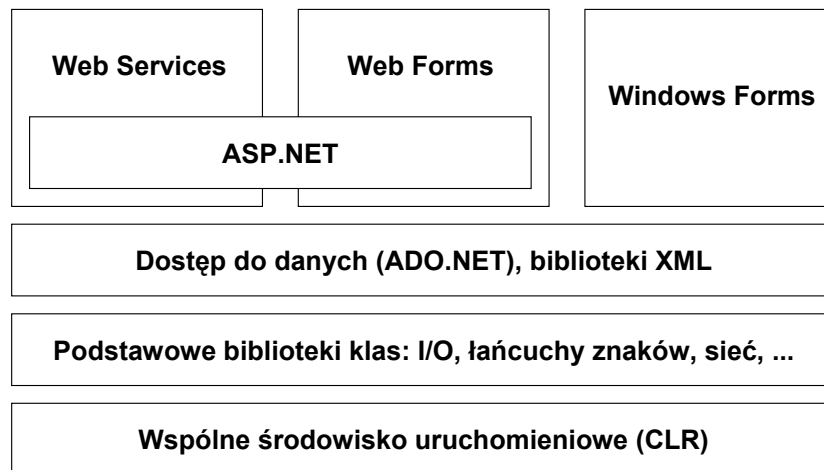 Web Services
Web Forms
Windows Forms
ASP.NET
Dostęp do danych (ADO.NET), biblioteki XML
Podstawowe biblioteki klas: I/O, łańcuchy znaków, sieć, ...
Wspólne środowisko uruchomieniowe (CLR)